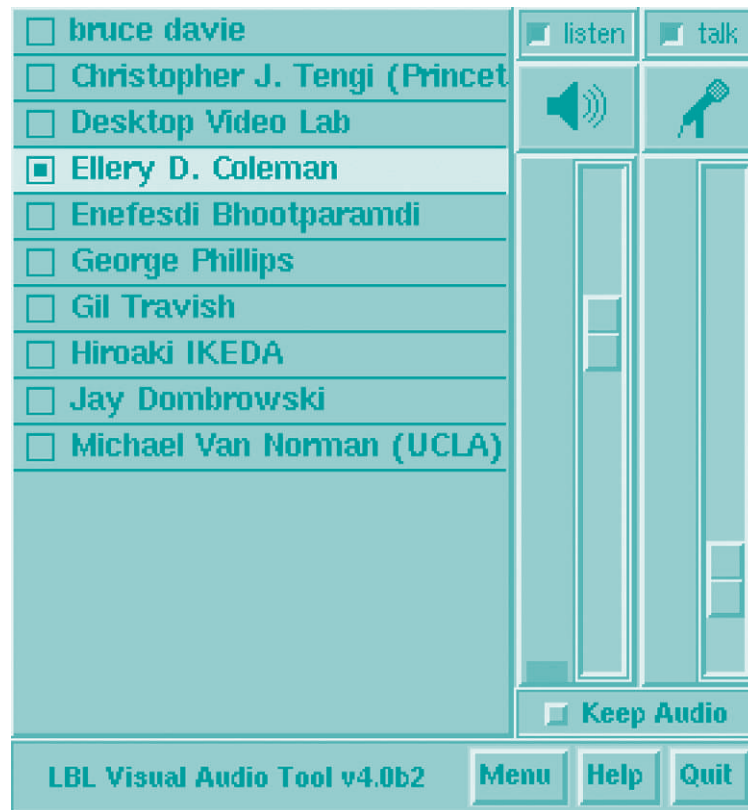 bruce davie
Christopher J. Tengi (Princet
Desktop Video Lab
Ellery D. Coleman
Enefesdi Bhootparamdi
George Phillips
Gil Travish
Hiroaki IKEDA
Jay Dombrowski
Michael Van Norman (UCLA)
listen talk
Keep Audio
LBL Visual Audio Tool v4.0b2 Menu Help Quit